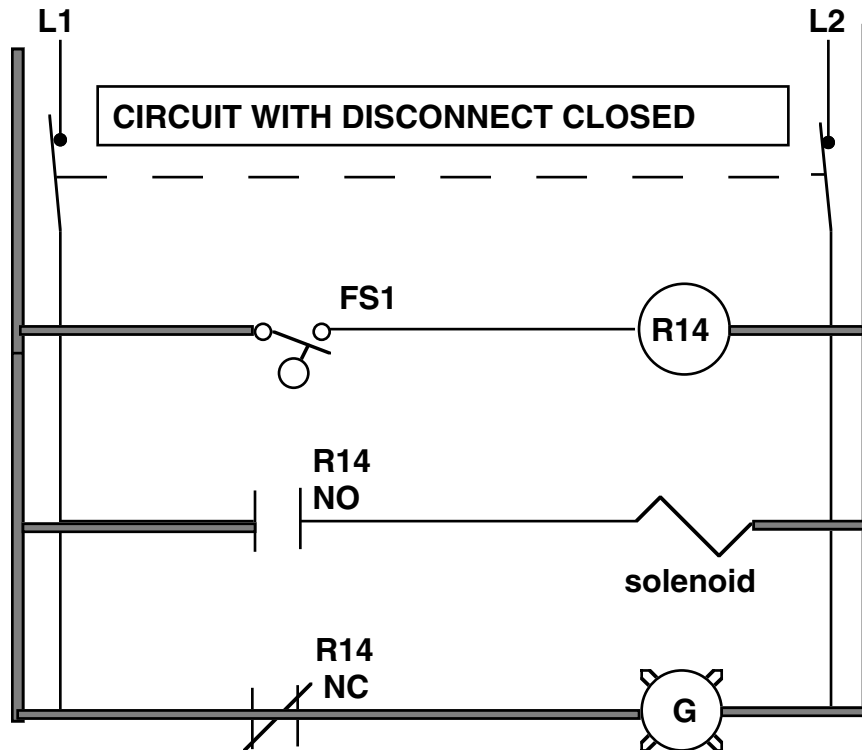 L1
L2
CIRCUIT WITH DISCONNECT CLOSED
FS1
R14
R14
NO
solenoid
R14
NC
G